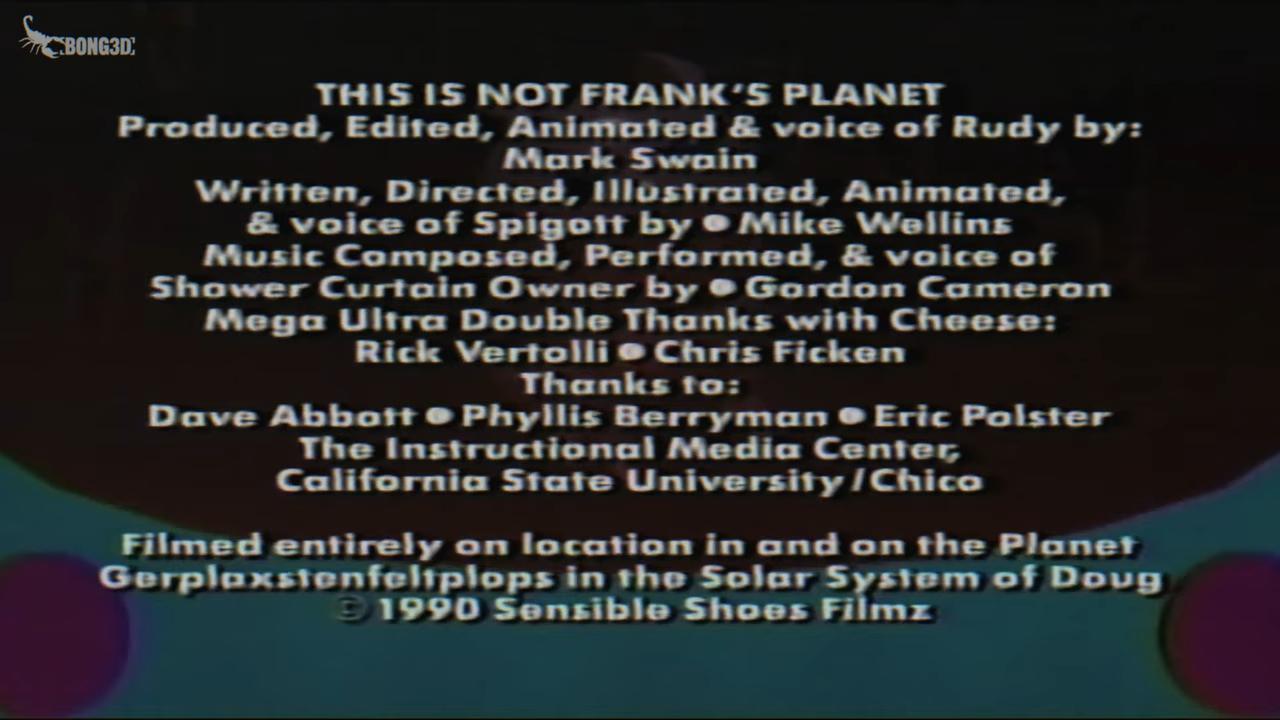 BONG3D
THIS IS NOT FRANK'S PLANET
Produced, Edited, Animated & voice of Rudy by:
Mark Swain
Written, Directed, Illustrated, Animated,
& voice of Spigott by ● Mike Wellins
Music Composed, Performed, & voice of
Shower Curtain Owner by ● Gordon Cameron
Mega Ultra Double Thanks with Cheese:
Rick Vertolli ● Chris Ficken
Thanks to:
Dave Abbott ● Phyllis Berryman ● Eric Polster
The Instructional Media Center,
California State University/Chico
Filmed entirely on location in and on the Planet
Gerplaxstenfeltplops in the Solar System of Doug
© 1990 Sensible Shoes Filmz